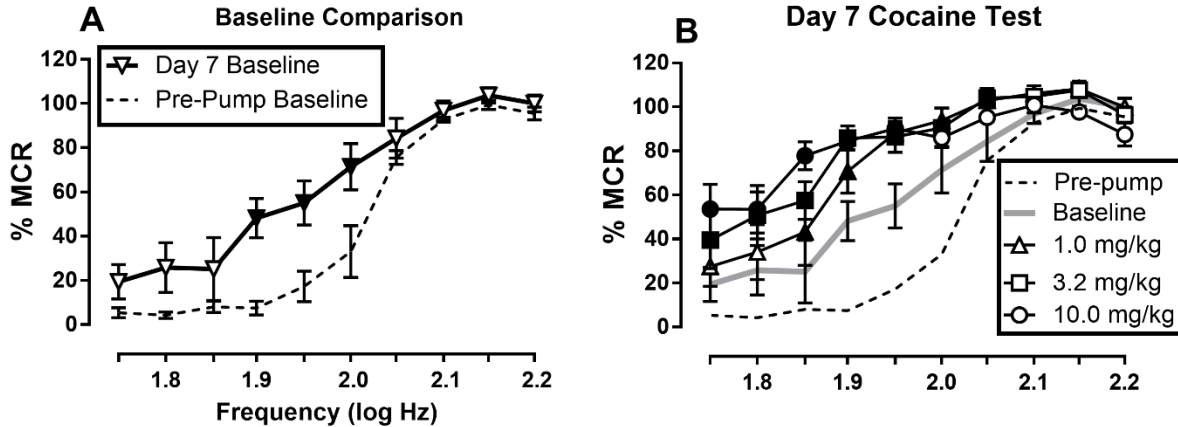 A
Baseline Comparison
120
100
80
60
40
20
0
% MCR
Day 7 Baseline
Pre-Pump Baseline
1.8
1.9
2.0
2.1
2.2
Frequency (log Hz)
B
Day 7 Cocaine Test
120
100
80
60
40
20
0
% MCR
Pre-pump
Baseline
1.0 mg/kg
3.2 mg/kg
10.0 mg/kg
1.8
1.9
2.0
2.1
2.2